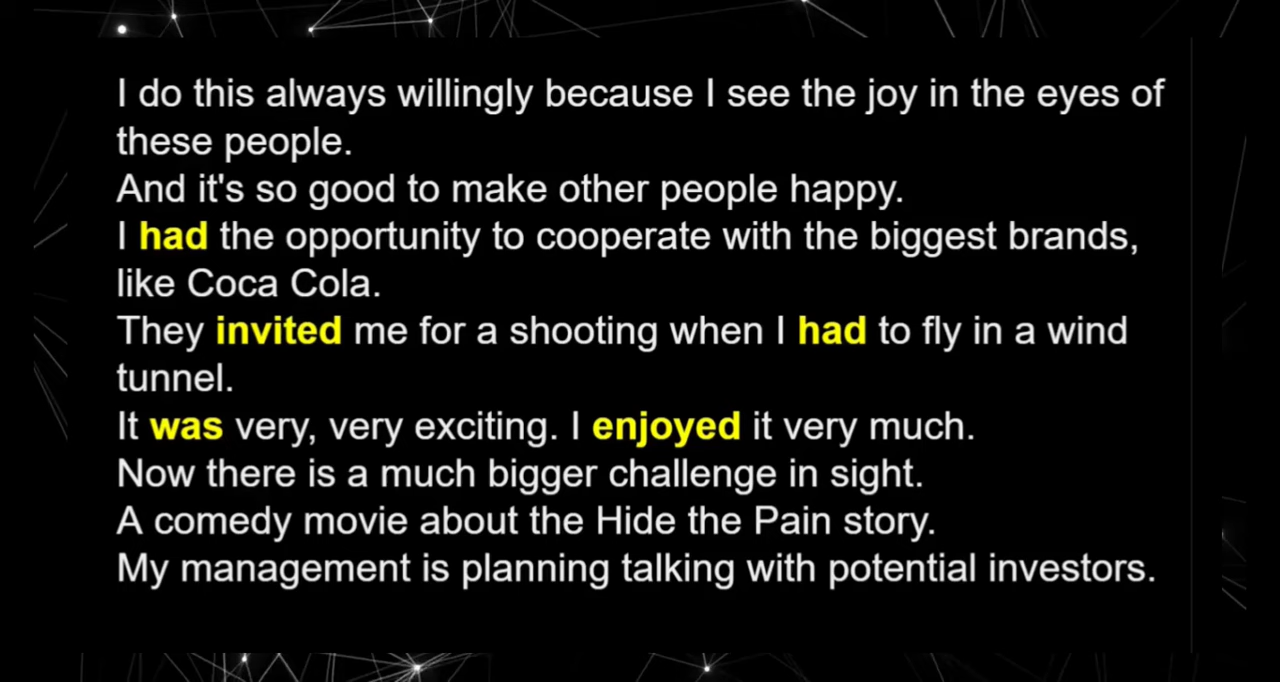 I do this always willingly because I see the joy in the eyes of
these people.
And it's so good to make other people happy.
I had the opportunity to cooperate with the biggest brands,
like Coca Cola.
They invited me for a shooting when I had to fly in a wind
tunnel.
It was very, very exciting. I enjoyed it very much.
Now there is a much bigger challenge in sight.
A comedy movie about the Hide the Pain story.
My management is planning talking with potential investors.